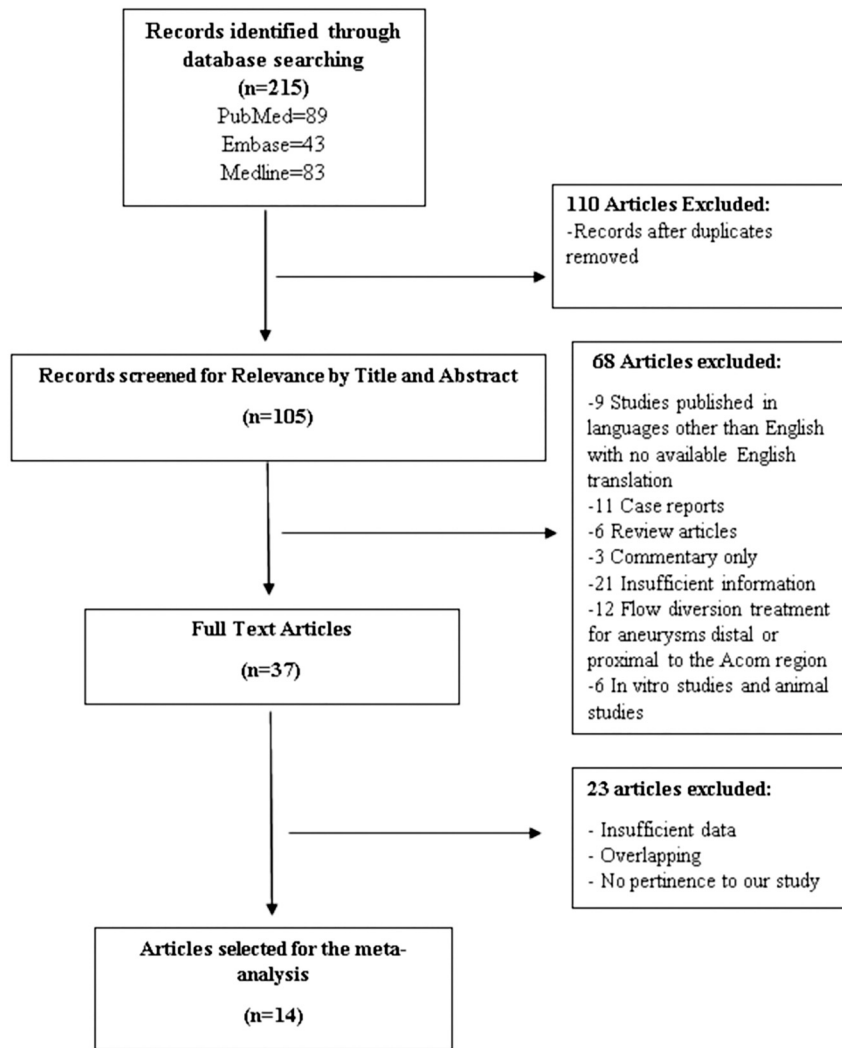 Records identified through
database searching
(n=215)
PubMed=89
Embase=43
Medline=83
110 Articles Excluded:
-Records after duplicates
removed
Records screened for Relevance by Title and Abstract
(n=105)
68 Articles excluded:
-9 Studies published in
languages other than English
with no available English
translation
-11 Case reports
-6 Review articles
-3 Commentary only
-21 Insufficient information
-12 Flow diversion treatment
for aneurysms distal or
proximal to the Acom region
-6 In vitro studies and animal
studies
Full Text Articles
(n=37)
23 articles excluded:
- Insufficient data
- Overlapping
- No pertinence to our study
Articles selected for the meta-
analysis
(n=14)